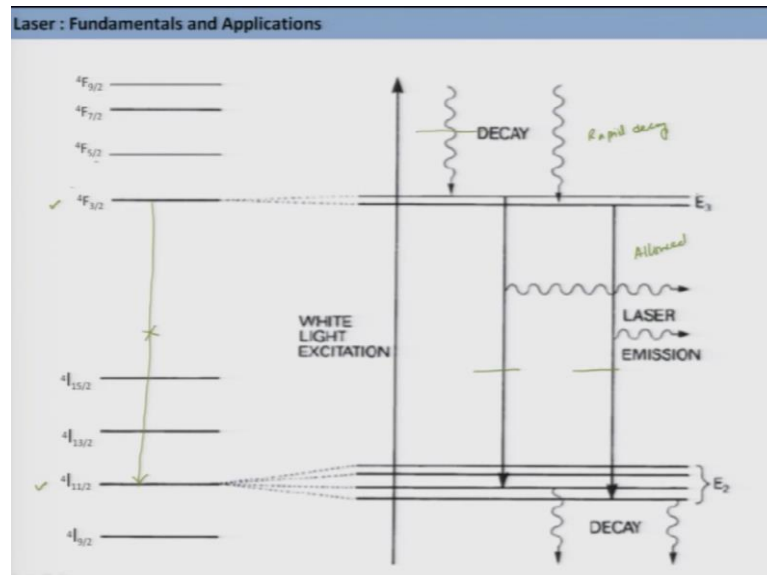 Laser : Fundamentals and Applications
⁴F₉/₂
⁴F₇/₂
⁴F₅/₂
⁴F₃/₂
⁴I₁₅/₂
⁴I₁₃/₂
⁴I₁₁/₂
⁴I₉/₂
WHITE
LIGHT
EXCITATION
DECAY
Rapid decay
E₃
Allowed
LASER
EMISSION
E₂
DECAY